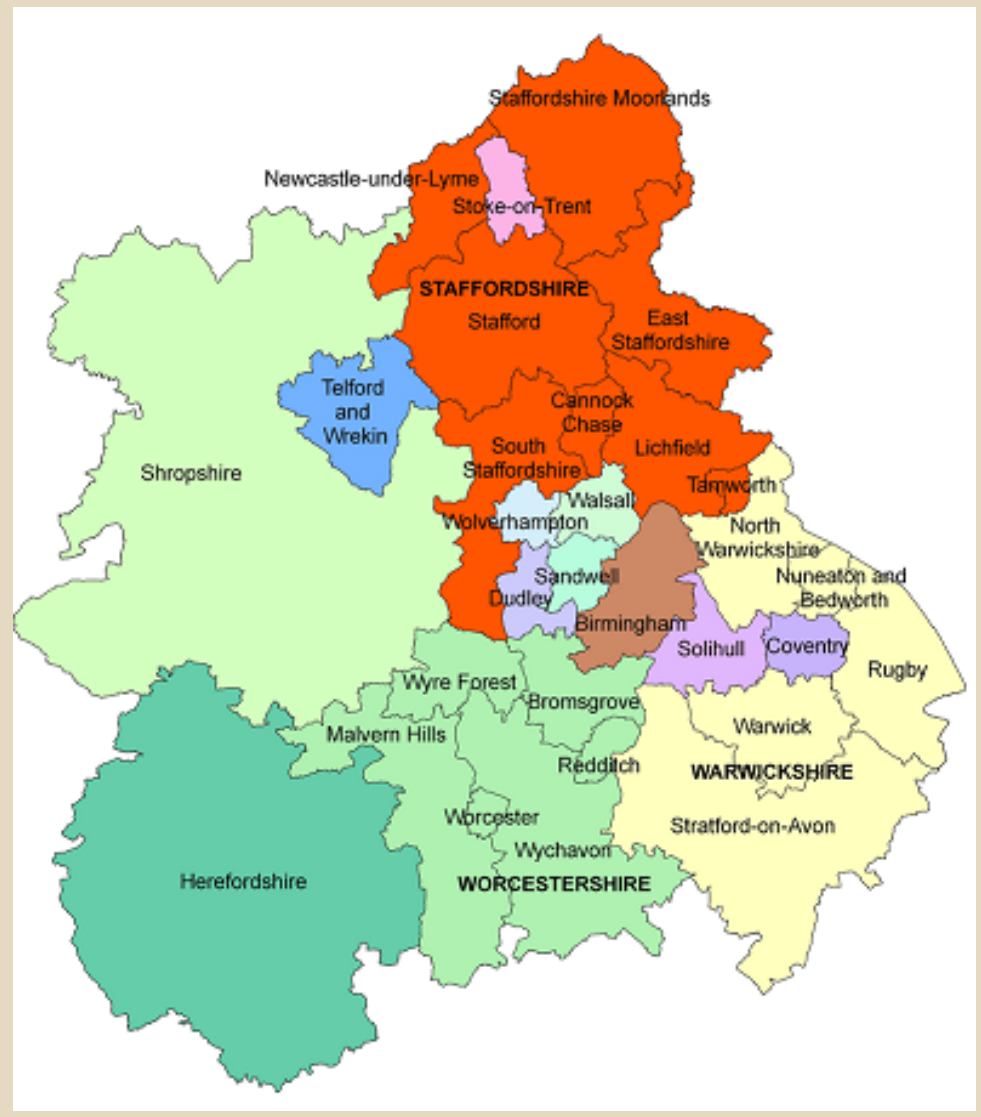 Staffordshire Moorlands
Newcastle-under-Lyme
Stoke-on-Trent
STAFFORDSHIRE
Stafford
East
Staffordshire
Telford
and
Wrekin
Cannock
Chase
South
Staffordshire
Lichfield
Shropshire
Tamworth
Walsall
Wolverhampton
North
Warwickshire
Sandwell
Nuneaton and
Bedworth
Dudley
Birmingham
Solihull
Coventry
Rugby
Wyre Forest
Bromsgrove
Malvern Hills
Warwick
Redditch
WARWICKSHIRE
Worcester
Stratford-on-Avon
Wychavon
Herefordshire
WORCESTERSHIRE